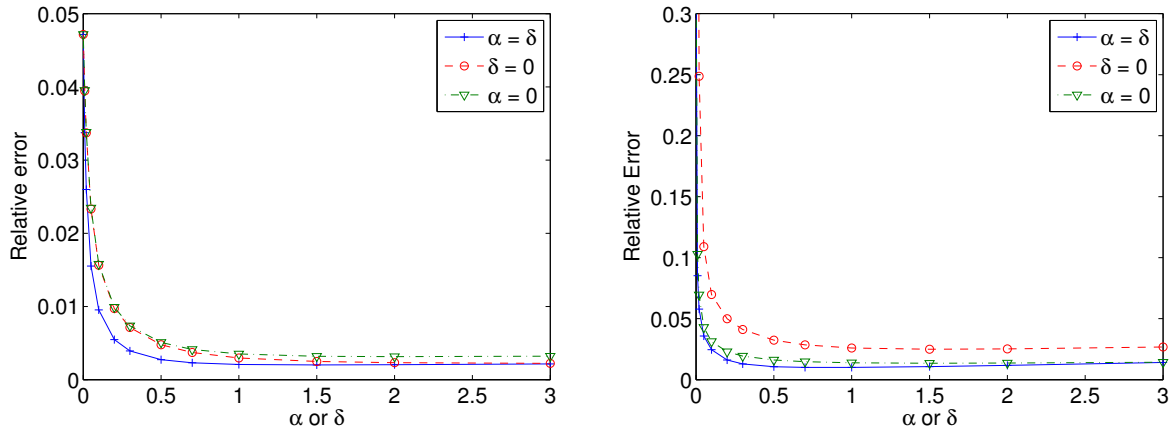 0.05
0.04
0.03
0.02
0.01
0
Relative error
0 0.5 1 1.5 2 2.5 3
α or δ
α = δ
δ = 0
α = 0
0.3
0.25
0.2
0.15
0.1
0.05
0
Relative Error
0 0.5 1 1.5 2 2.5 3
α or δ
α = δ
δ = 0
α = 0